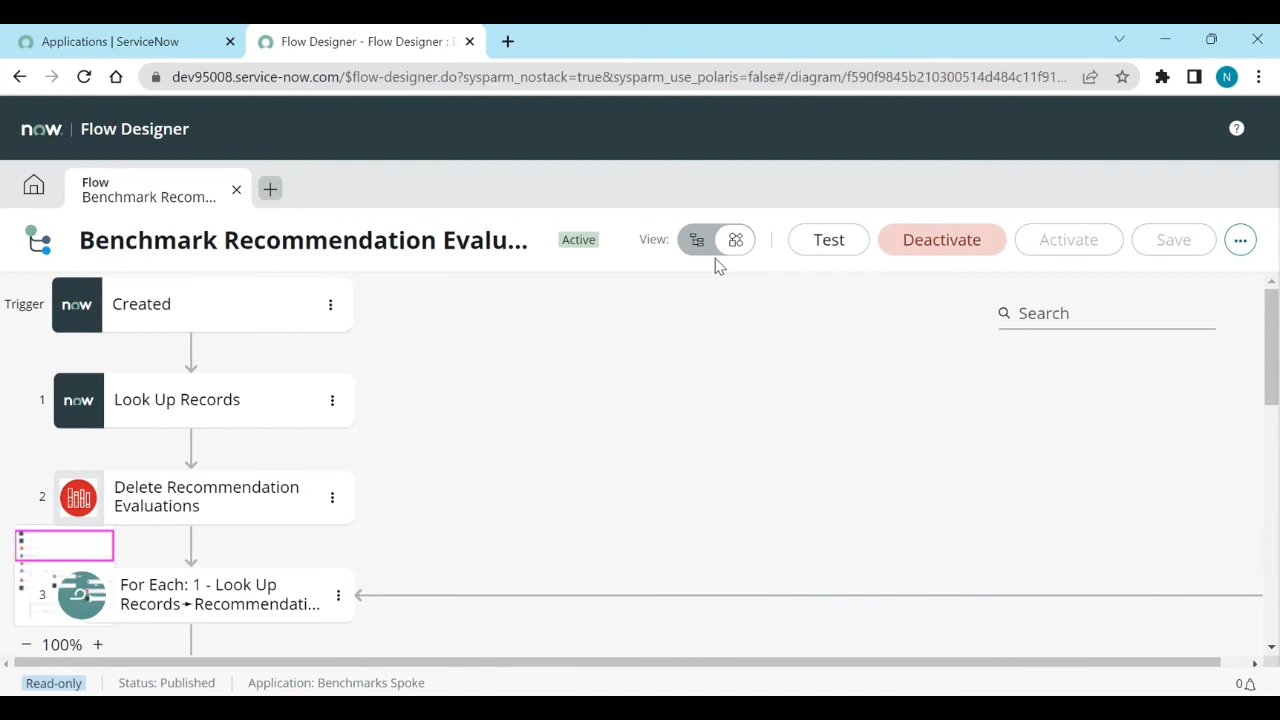 Applications | ServiceNow
Flow Designer - Flow Designer :
dev95008.service-now.com/$flow-designer.do?sysparm_nostack=true&sysparm_use_polaris=false#/diagram/f590f9845b210300514d484c11f91...
N
now.
Flow Designer
?
Flow
Benchmark Recom...
Benchmark Recommendation Evalu...
Active
View:
Test
Deactivate
Activate
Save
Trigger
now
Created
Search
1
now
Look Up Records
2
Delete Recommendation
Evaluations
3
For Each: 1 - Look Up
Records➛Recommendati...
− 100% +
Read-only
Status: Published
Application: Benchmarks Spoke
0